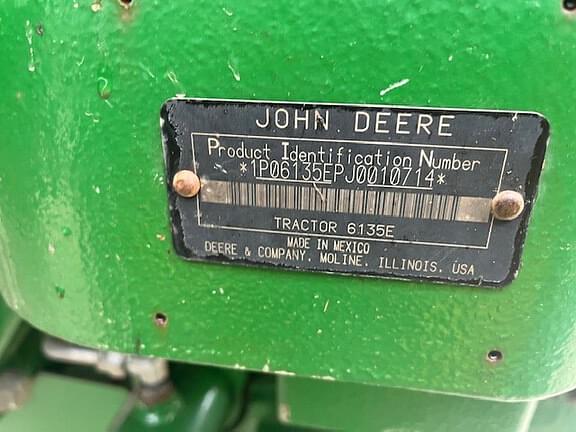 JOHN DEERE
Product Identification Number
*1P06135EPJ0010714*
TRACTOR 6135E
MADE IN MEXICO
DEERE & COMPANY, MOLINE, ILLINOIS, USA